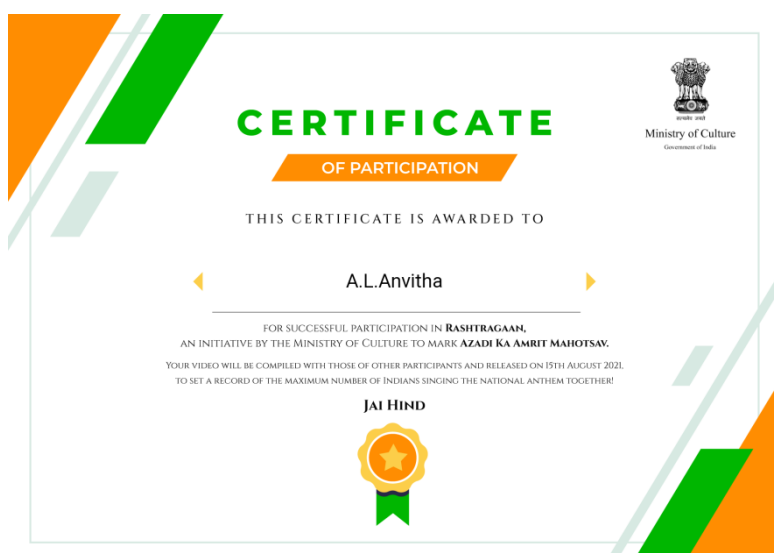 CERTIFICATE
OF PARTICIPATION
सत्यमेव जयते
Ministry of Culture
Government of India
THIS CERTIFICATE IS AWARDED TO
A.L.Anvitha
FOR SUCCESSFUL PARTICIPATION IN RASHTRAGAAN,
AN INITIATIVE BY THE MINISTRY OF CULTURE TO MARK AZADI KA AMRIT MAHOTSAV.
YOUR VIDEO WILL BE COMPILED WITH THOSE OF OTHER PARTICIPANTS AND RELEASED ON 15TH AUGUST 2021,
TO SET A RECORD OF THE MAXIMUM NUMBER OF INDIANS SINGING THE NATIONAL ANTHEM TOGETHER!
JAI HIND